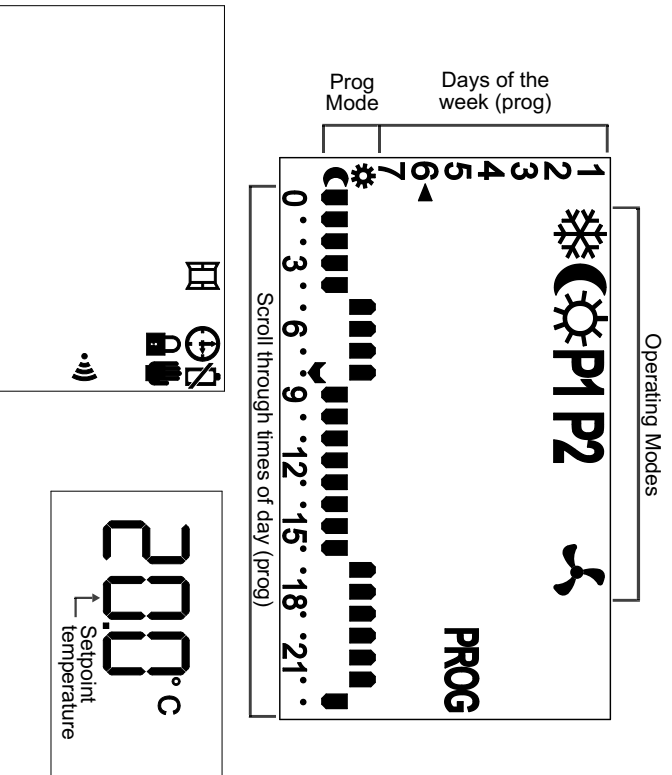 Prog
Mode
Days of the
week (prog)
Operating Modes
1 2 3 4 5 6 7
P1 P2
PROG
0 · · 3 · · 6 · · 9 · · 12 · · 15 · · 18 · · 21 · ·
Scroll through times of day (prog)
20.0°C
Setpoint
temperature